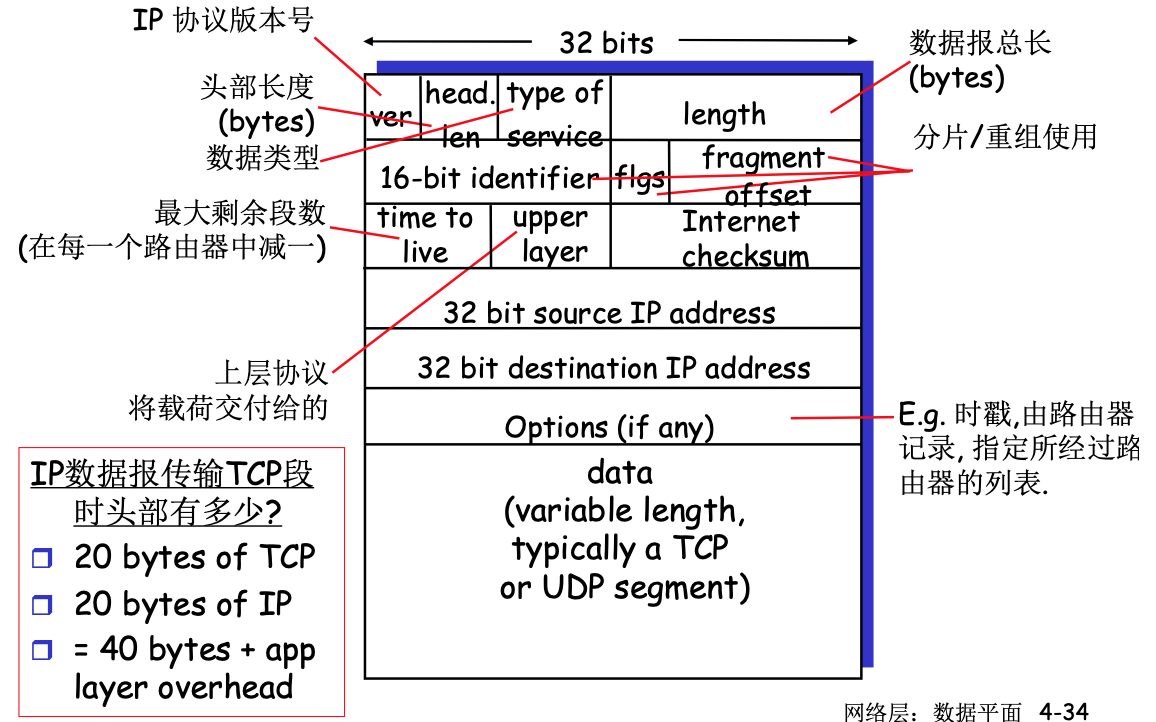 IP 协议版本号
32 bits
数据报总长
(bytes)
头部长度
(bytes)
数据类型
ver
head.
len
type of
service
length
分片/重组使用
16-bit identifier
flgs
fragment
offset
最大剩余段数
(在每一个路由器中减一)
time to
live
upper
layer
Internet
checksum
32 bit source IP address
上层协议
将载荷交付给的
32 bit destination IP address
Options (if any)
E.g. 时戳,由路由器
记录, 指定所经过路
由器的列表.
IP数据报传输TCP段
时头部有多少?
20 bytes of TCP
20 bytes of IP
= 40 bytes + app
layer overhead
data
(variable length,
typically a TCP
or UDP segment)
网络层：数据平面 4-34